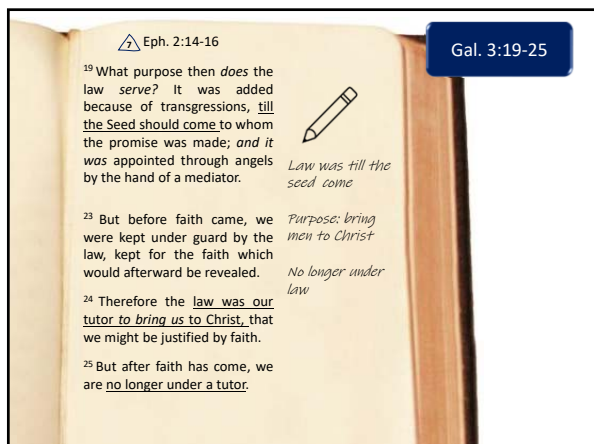 7 Eph. 2:14-16
Gal. 3:19-25
19 What purpose then does the
law serve? It was added
because of transgressions, till
the Seed should come to whom
the promise was made; and it
was appointed through angels
by the hand of a mediator.
23 But before faith came, we
were kept under guard by the
law, kept for the faith which
would afterward be revealed.
24 Therefore the law was our
tutor to bring us to Christ, that
we might be justified by faith.
25 But after faith has come, we
are no longer under a tutor.
Law was till the
seed come
Purpose: bring
men to Christ
No longer under
law